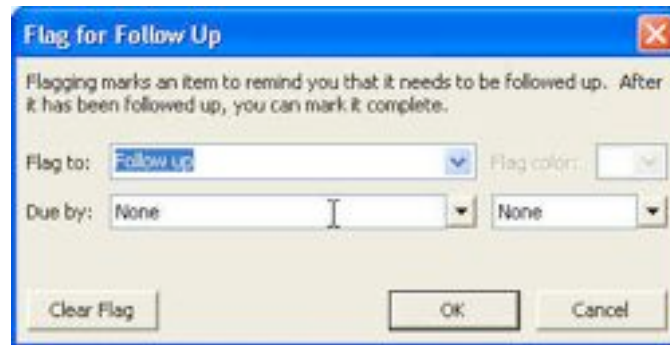 Flag for Follow Up
Flagging marks an item to remind you that it needs to be followed up. After
it has been followed up, you can mark it complete.
Flag to: Follow up Flag color:
Due by: None None
Clear Flag OK Cancel